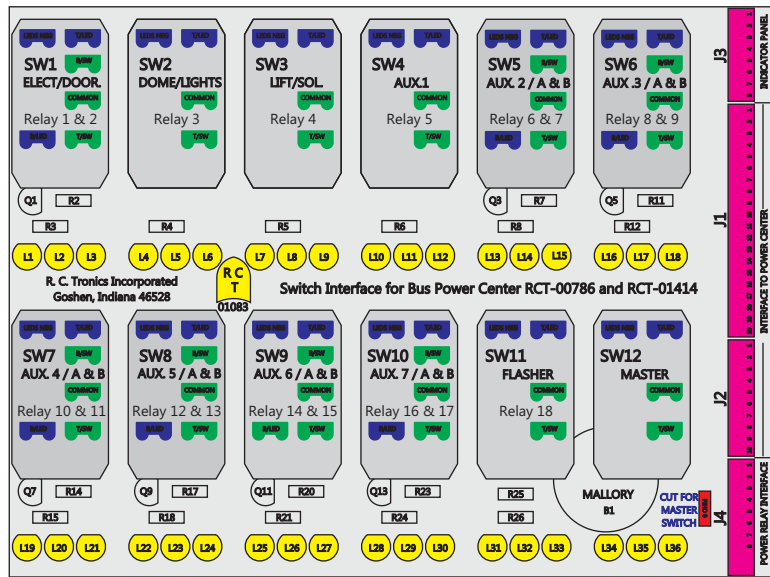 LEDS NEG T/LED LEDS NEG T/LED LEDS NEG T/LED LEDS NEG T/LED LEDS NEG T/LED LEDS NEG T/LED
SW1 B/SW SW2 SW3 SW4 SW5 B/SW SW6 B/SW
ELECT/DOOR. DOME/LIGHTS LIFT/SOL. AUX.1 AUX. 2 / A & B AUX .3 / A & B
COMMON COMMON COMMON COMMON COMMON COMMON
Relay 1 & 2 Relay 3 Relay 4 Relay 5 Relay 6 & 7 Relay 8 & 9
B/LED T/SW T/SW T/SW T/SW B/LED T/SW B/LED T/SW
Q1 R2 Q3 R7 Q5 R11
R3 R4 R5 R6 R8 R12
L1 L2 L3 L4 L5 L6 L7 L8 L9 L10 L11 L12 L13 L14 L15 L16 L17 L18
R C
T
01083
R. C. Tronics Incorporated
Goshen, Indiana 46528
Switch Interface for Bus Power Center RCT-00786 and RCT-01414
LEDS NEG T/LED LEDS NEG T/LED LEDS NEG T/LED LEDS NEG T/LED
SW7 B/SW SW8 B/SW SW9 B/SW SW10 B/SW SW11 SW12
AUX. 4 / A & B AUX. 5 / A & B AUX. 6 / A & B AUX. 7 / A & B FLASHER MASTER
COMMON COMMON COMMON COMMON COMMON COMMON
Relay 10 & 11 Relay 12 & 13 Relay 14 & 15 Relay 16 & 17 Relay 18
B/LED T/SW B/LED T/SW B/LED T/SW B/LED T/SW T/SW T/SW
Q7 R14 Q9 R17 Q11 R20 Q13 R23 R25
R15 R18 R21 R24 R26
MALLORY
B1
CUT FOR
MASTER
SWITCH
L19 L20 L21 L22 L23 L24 L25 L26 L27 L28 L29 L30 L31 L32 L33 L34 L35 L36
J3
INDICATOR PANEL
J1
INTERFACE TO POWER CENTER
J2
J4
POWER RELAY INTERFACE